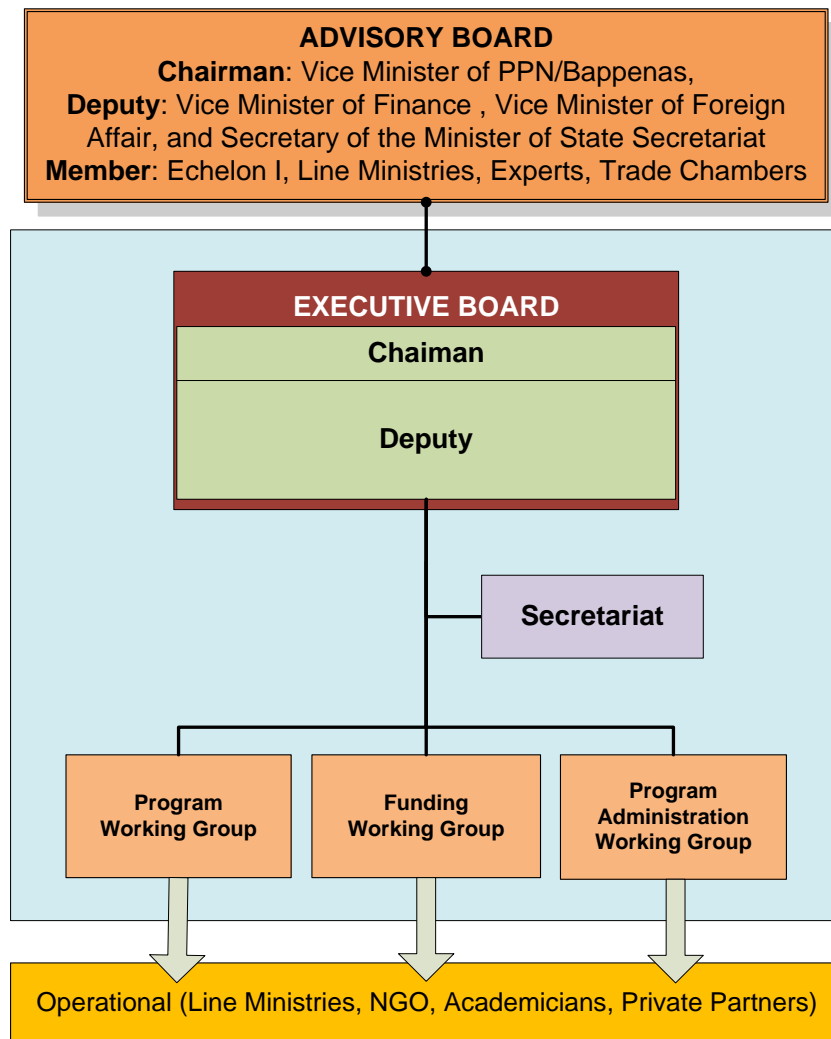 ADVISORY BOARD
Chairman: Vice Minister of PPN/Bappenas,
Deputy: Vice Minister of Finance , Vice Minister of Foreign
Affair, and Secretary of the Minister of State Secretariat
Member: Echelon I, Line Ministries, Experts, Trade Chambers
EXECUTIVE BOARD
Chaiman
Deputy
Secretariat
Program
Working Group
Funding
Working Group
Program
Administration
Working Group
Operational (Line Ministries, NGO, Academicians, Private Partners)